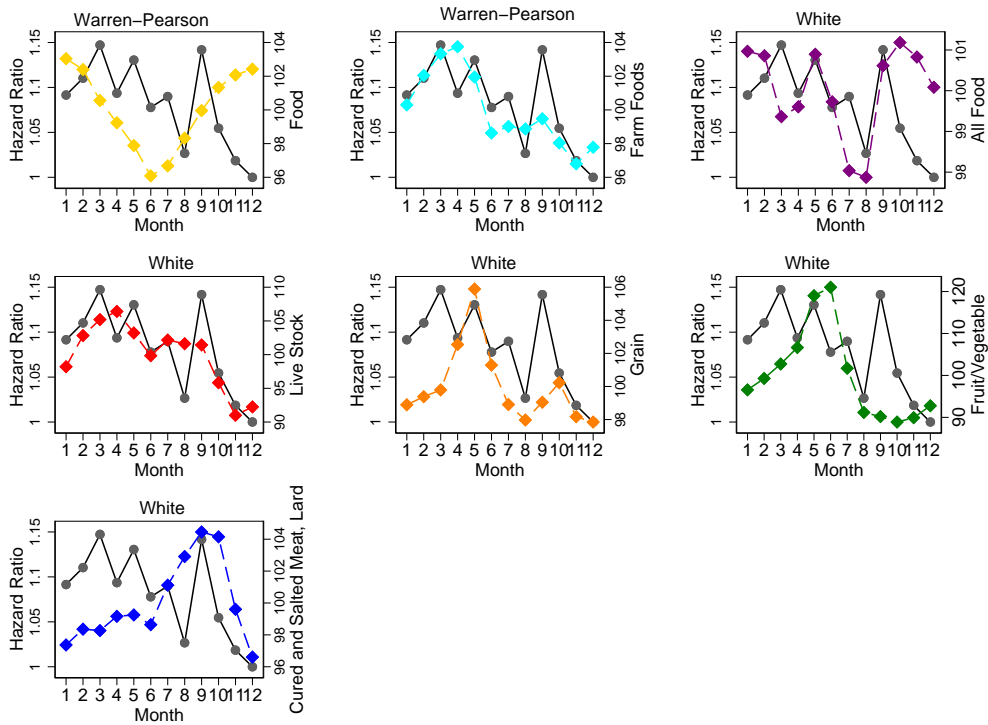 Warren−Pearson
Hazard Ratio
1
1.05
1.1
1.15
96
98
100
102
104
Food
1 2 3 4 5 6 7 8 9 10 11 12
Month
Warren−Pearson
Hazard Ratio
1
1.05
1.1
1.15
96
98
100
102
104
Farm Foods
1 2 3 4 5 6 7 8 9 10 11 12
Month
White
Hazard Ratio
1
1.05
1.1
1.15
98
99
100
101
All Food
1 2 3 4 5 6 7 8 9 10 11 12
Month
White
Hazard Ratio
1
1.05
1.1
1.15
90
95
100
105
110
Live Stock
1 2 3 4 5 6 7 8 9 10 11 12
Month
White
Hazard Ratio
1
1.05
1.1
1.15
98
100
102
104
106
Grain
1 2 3 4 5 6 7 8 9 10 11 12
Month
White
Hazard Ratio
1
1.05
1.1
1.15
90
100
110
120
Fruit/Vegetable
1 2 3 4 5 6 7 8 9 10 11 12
Month
White
Hazard Ratio
1
1.05
1.1
1.15
96
98
100
102
104
Cured and Salted Meat, Lard
1 2 3 4 5 6 7 8 9 10 11 12
Month